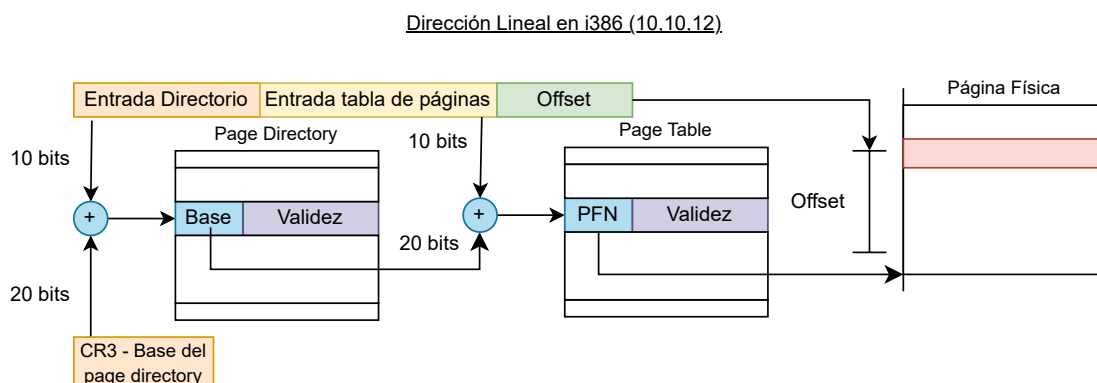 Dirección Lineal en i386 (10,10,12)
Entrada Directorio Entrada tabla de páginas Offset
Página Física
Page Directory
Page Table
10 bits
10 bits
+
Base Validez
+
PFN Validez
Offset
20 bits
20 bits
CR3 - Base del
page directory